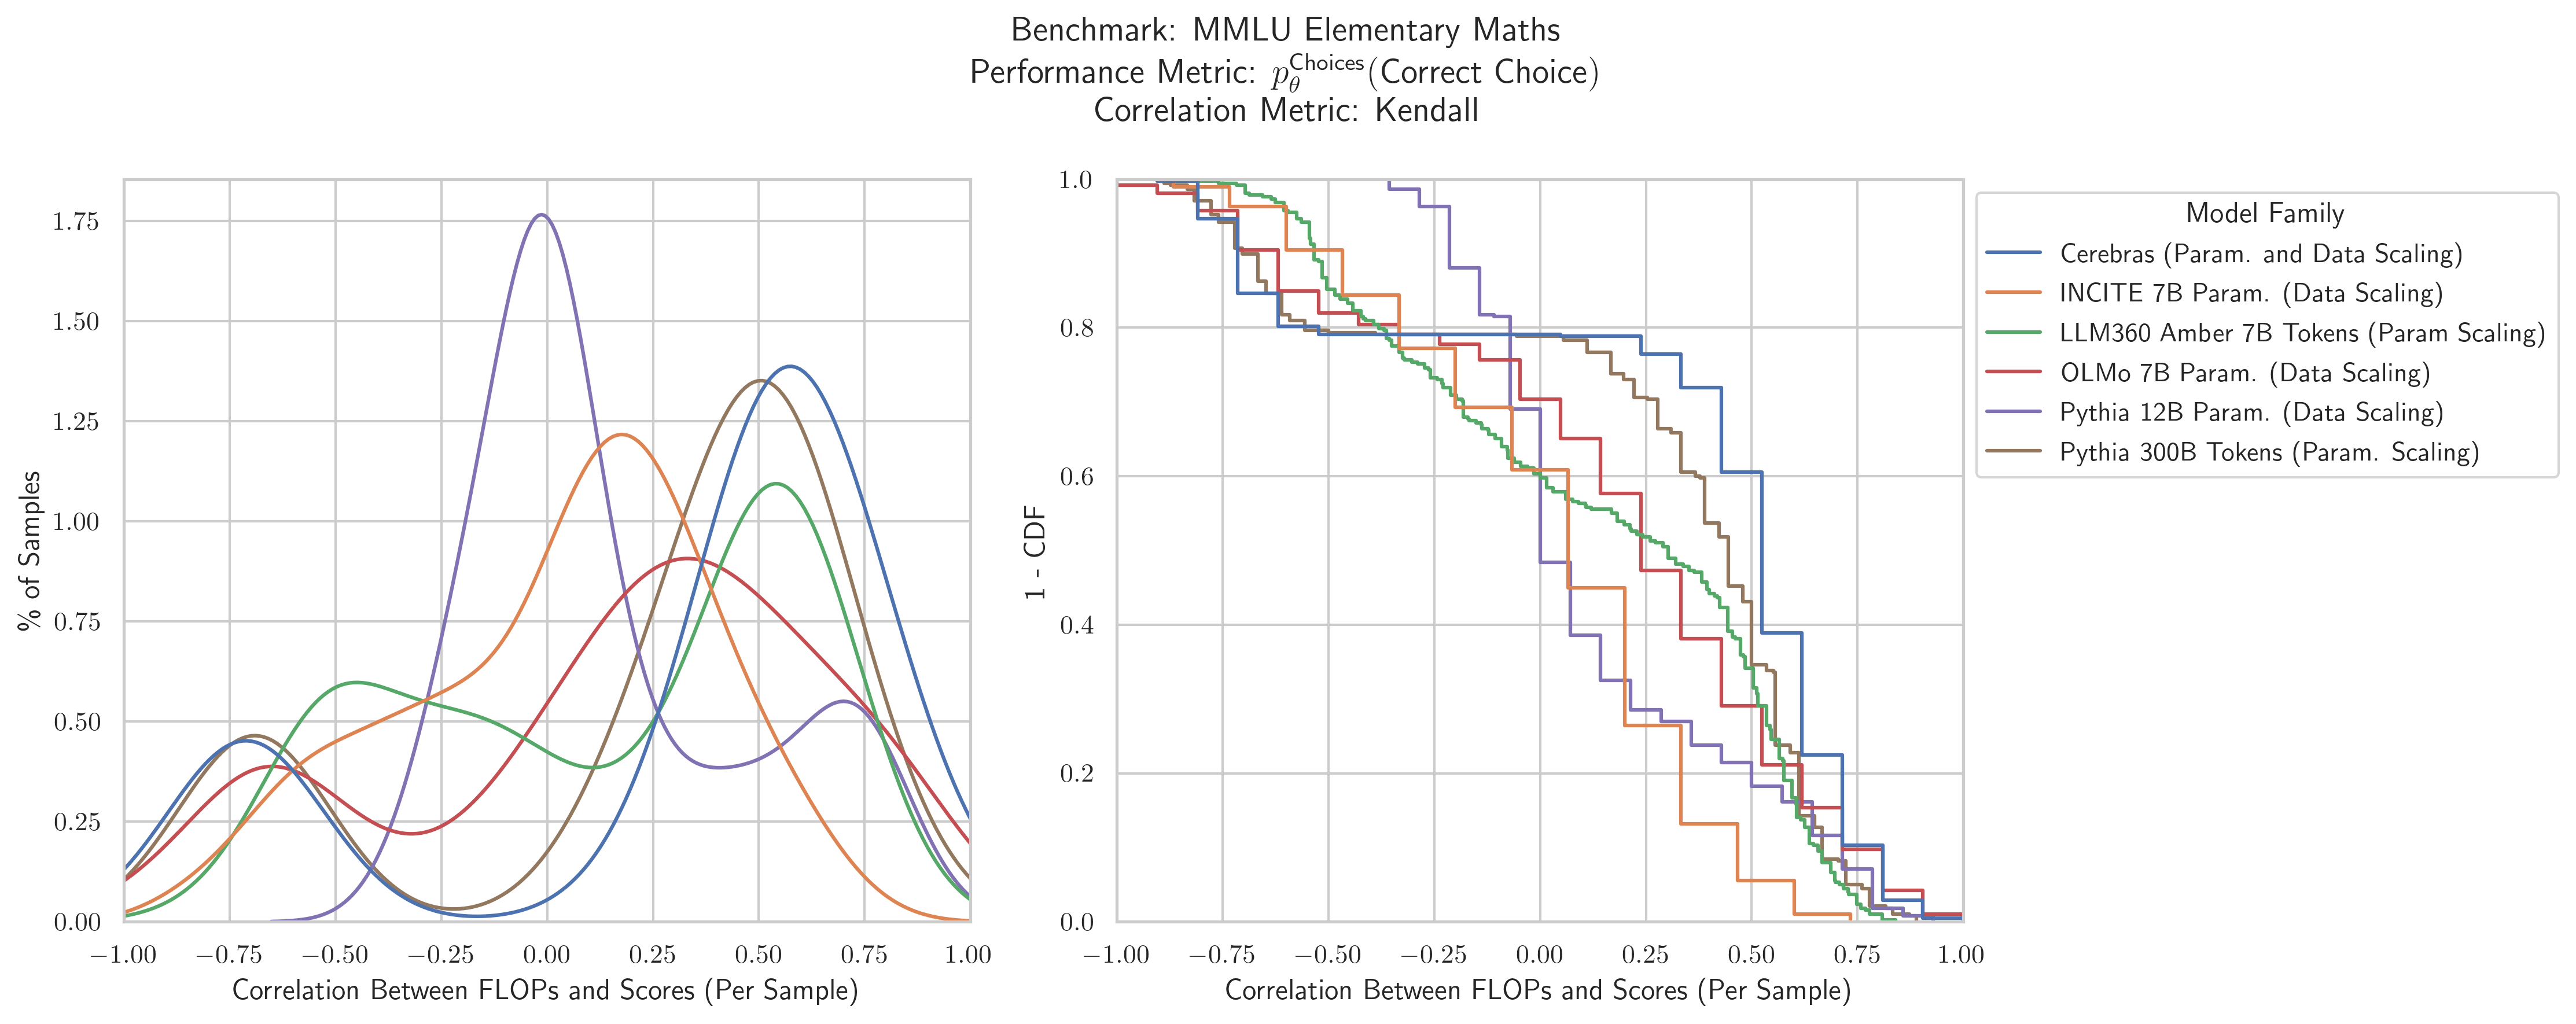 Benchmark: MMLU Elementary Maths
Performance Metric: $p_{\theta}^{\text{Choices}}$(Correct Choice)
Correlation Metric: Kendall
% of Samples
1.75
1.50
1.25
1.00
0.75
0.50
0.25
0.00
−1.00 −0.75 −0.50 −0.25 0.00 0.25 0.50 0.75 1.00
Correlation Between FLOPs and Scores (Per Sample)
1 - CDF
1.0
0.8
0.6
0.4
0.2
0.0
−1.00 −0.75 −0.50 −0.25 0.00 0.25 0.50 0.75 1.00
Correlation Between FLOPs and Scores (Per Sample)
Model Family
Cerebras (Param. and Data Scaling)
INCITE 7B Param. (Data Scaling)
LLM360 Amber 7B Tokens (Param Scaling)
OLMo 7B Param. (Data Scaling)
Pythia 12B Param. (Data Scaling)
Pythia 300B Tokens (Param. Scaling)